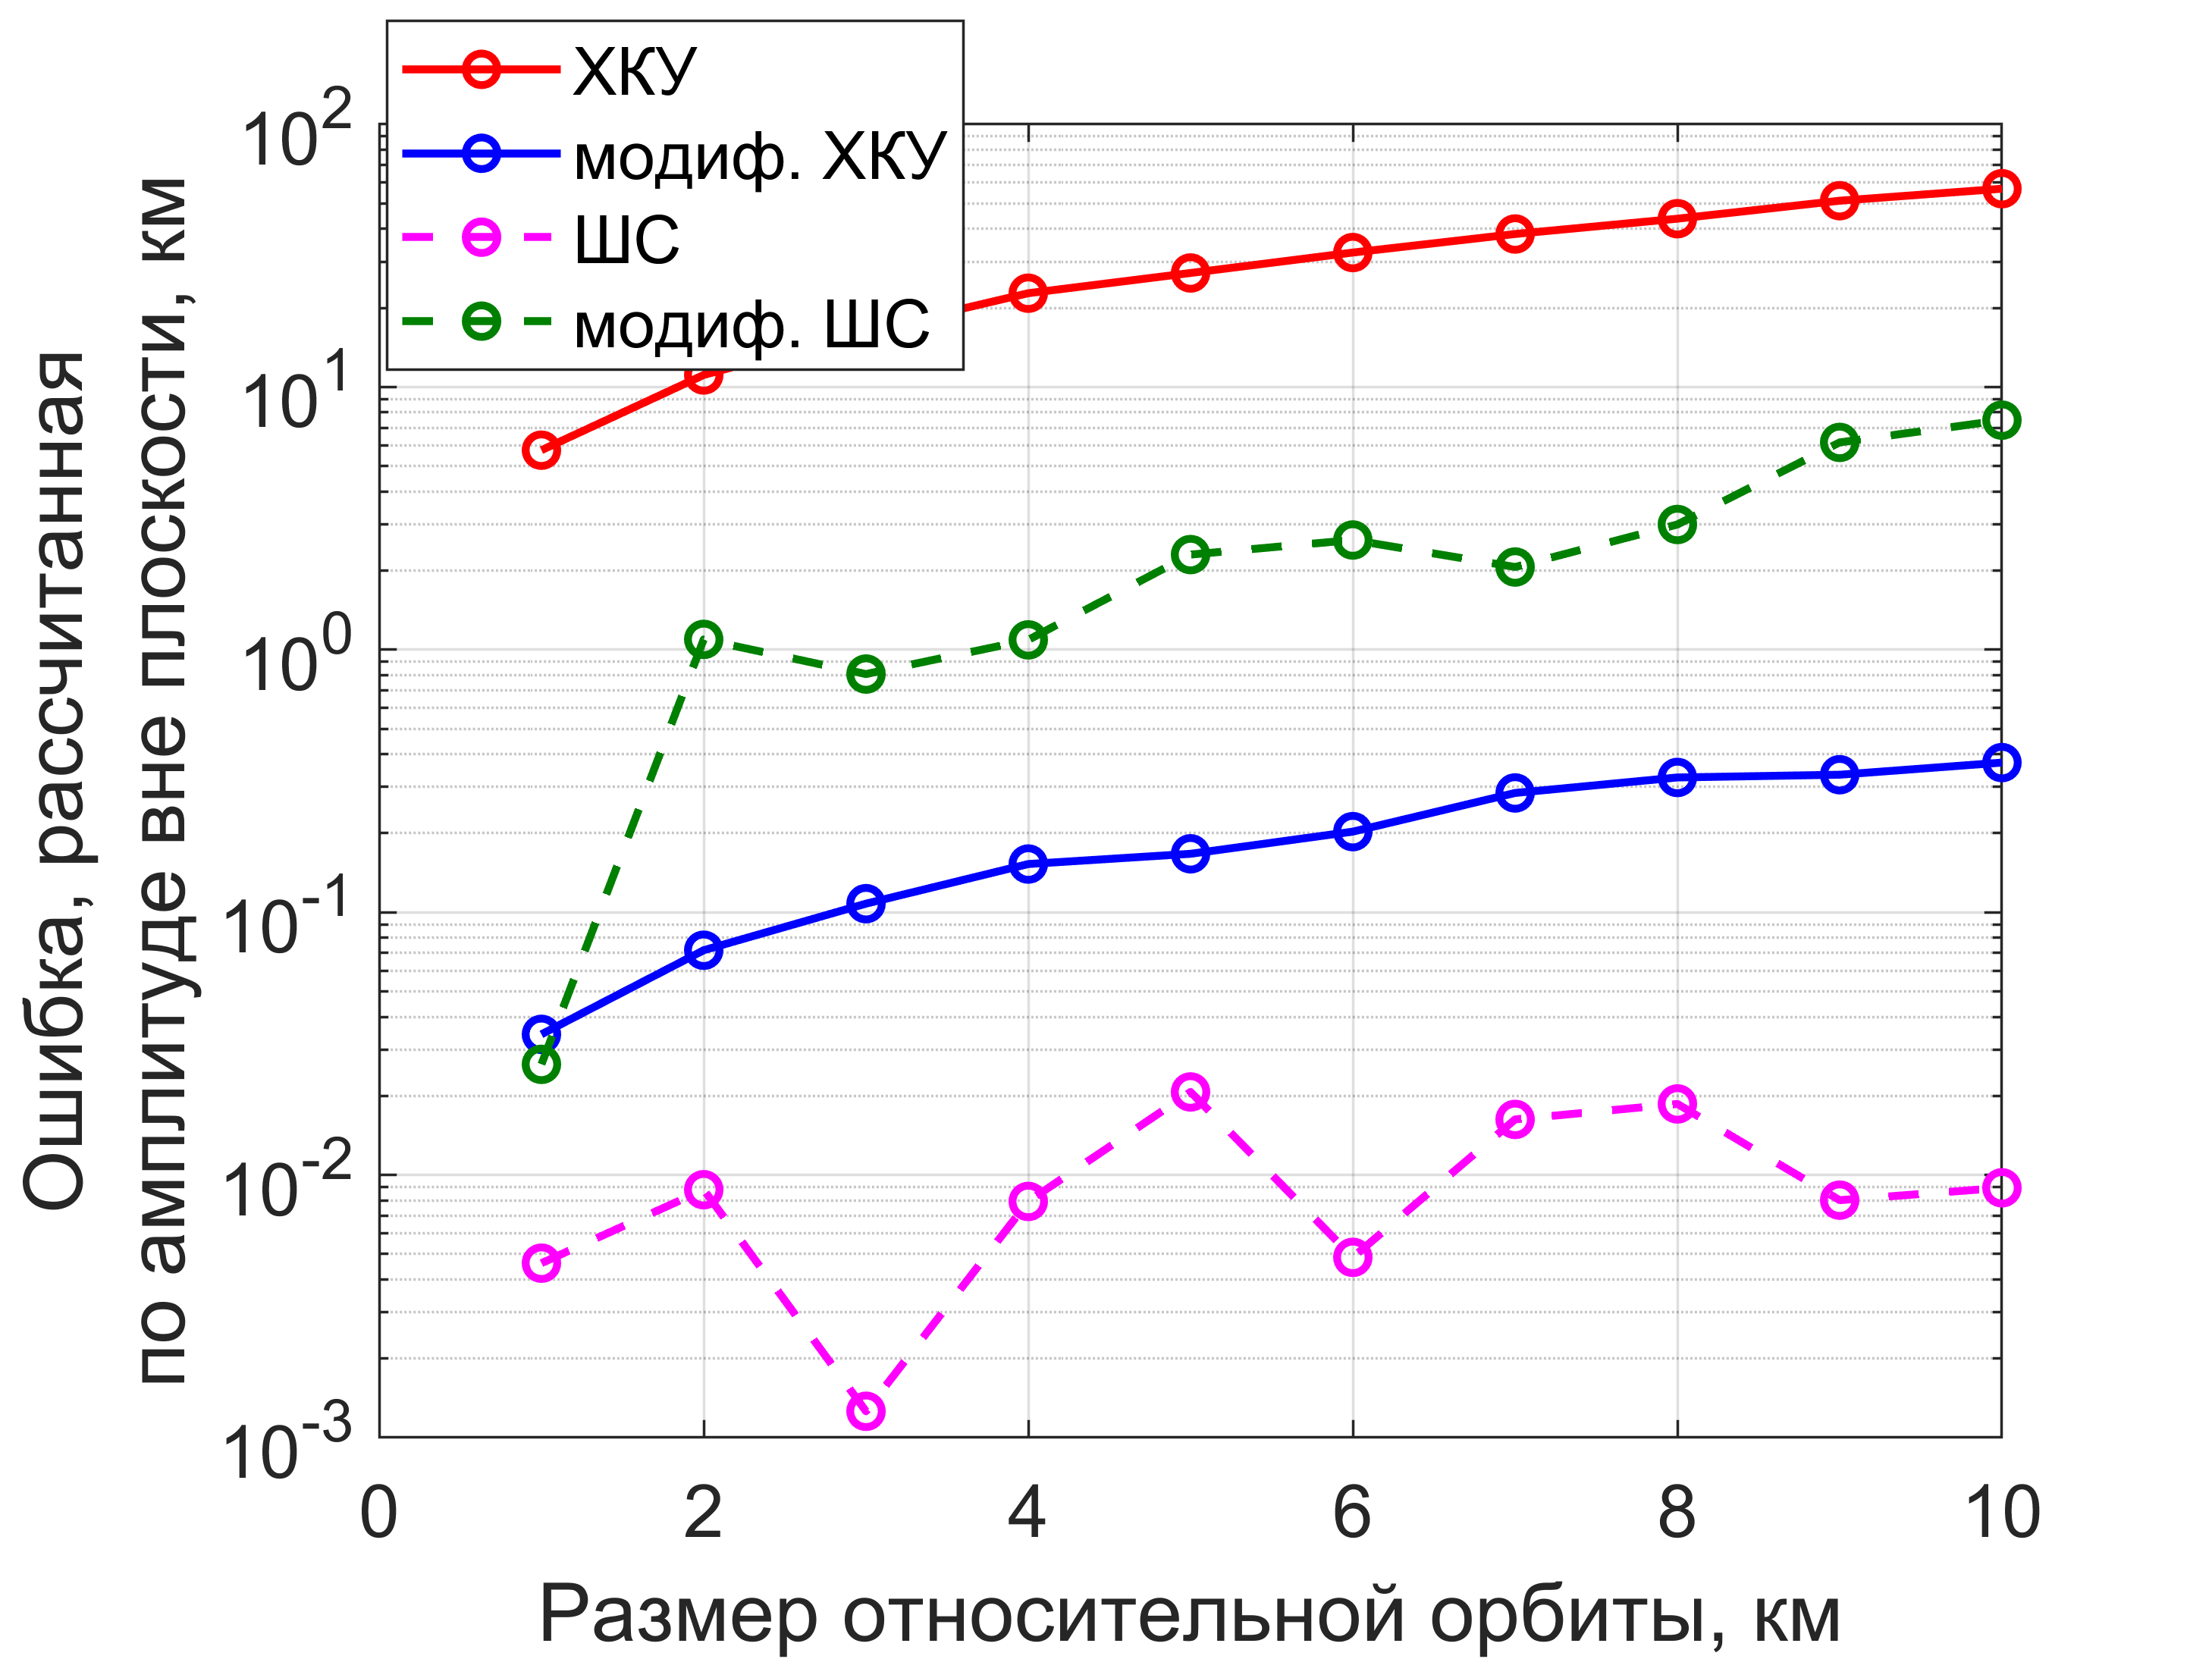 ХКУ
модиф. ХКУ
ШС
модиф. ШС
10^2
10^1
10^0
10^-1
10^-2
10^-3
Ошибка, рассчитанная
по амплитуде вне плоскости, км
0 2 4 6 8 10
Размер относительной орбиты, км